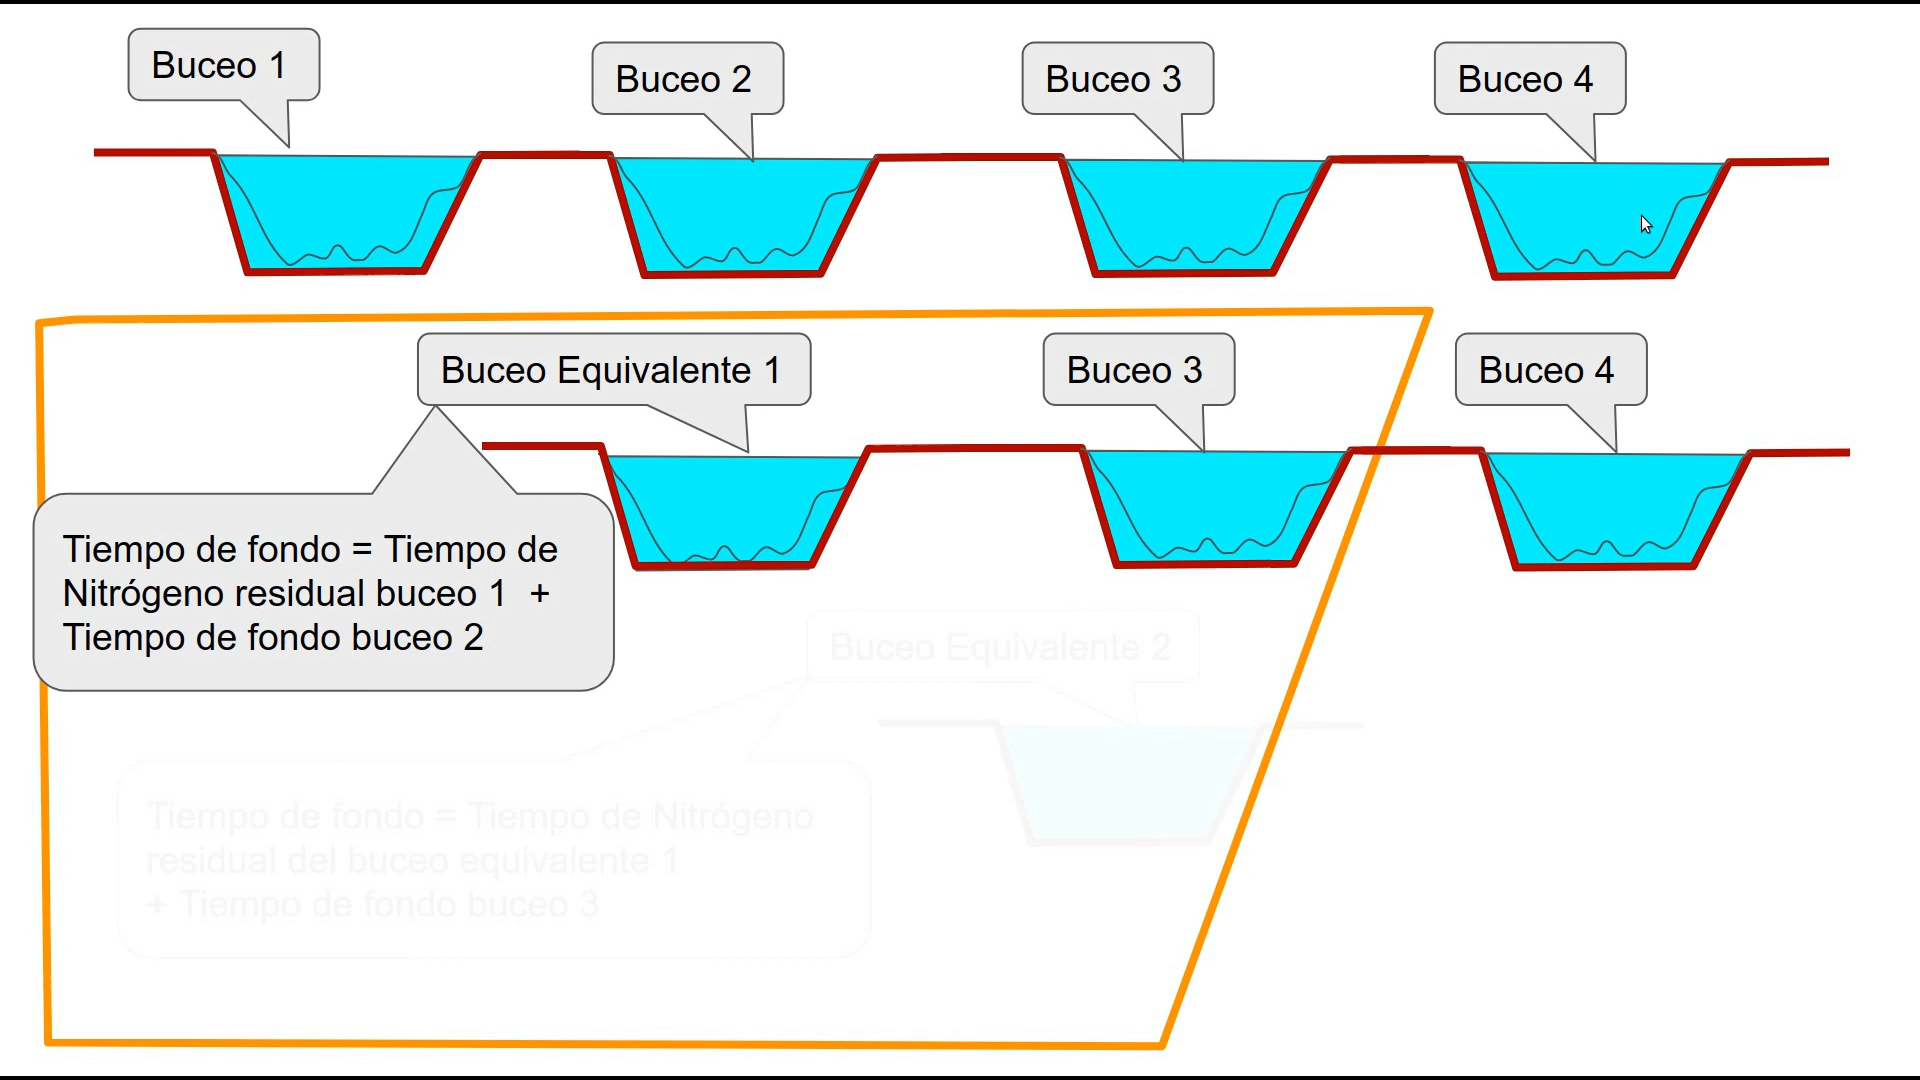 Buceo 1
Buceo 2
Buceo 3
Buceo 4
Buceo Equivalente 1
Buceo 3
Buceo 4
Tiempo de fondo = Tiempo de
Nitrógeno residual buceo 1 +
Tiempo de fondo buceo 2
Buceo Equivalente 2
Tiempo de fondo = Tiempo de Nitrógeno
residual del buceo equivalente 1
+ Tiempo de fondo buceo 3